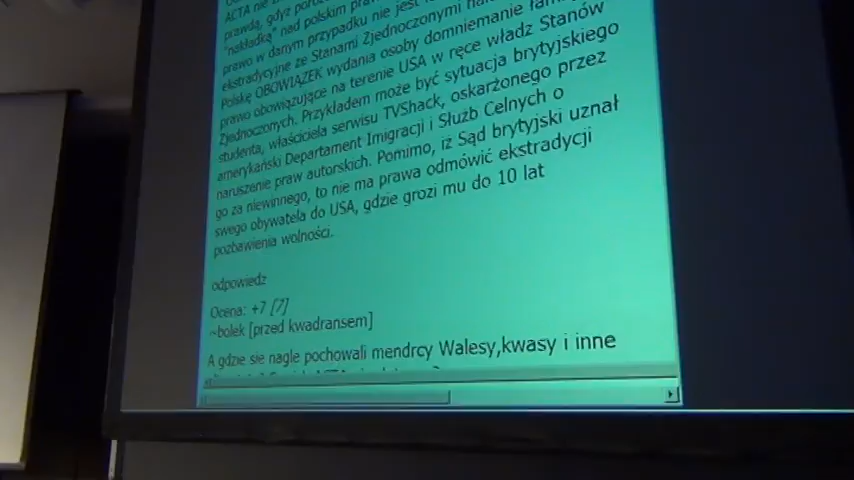 ACTA nie
prawdą, gdyż
"nakładką" nad polskim
prawo w danym przypadku nie jest
ekstradycyjne ze Stanami Zjednoczonymi
Polskę OBOWIĄZEK wydania osoby domniemanie
prawo obowiązujące na terenie USA w ręce władz Stanów
Zjednoczonych. Przykładem może być sytuacja brytyjskiego
studenta, właściciela serwisu TVShack, oskarżonego przez
amerykański Departament Imigracji i Służb Celnych o
naruszenie praw autorskich. Pomimo, iż Sąd brytyjski uznał
go za niewinnego, to nie ma prawa odmówić ekstradycji
swego obywatela do USA, gdzie grozi mu do 10 lat
pozbawienia wolności.
odpowiedz
Ocena: +7 [7]
~bolek [przed kwadransem]
A gdzie sie nagle pochowali mendrcy Walesy,kwasy i inne